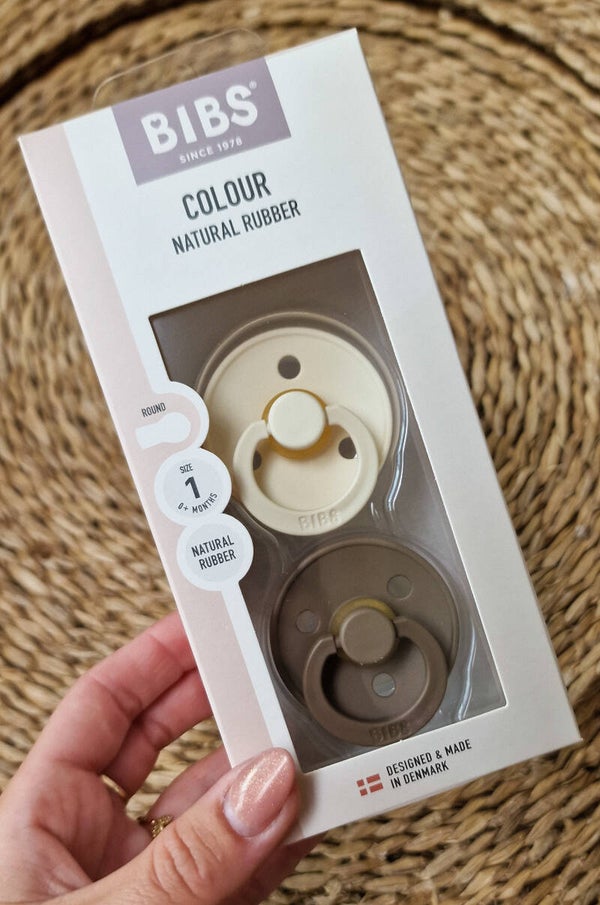 BIBS®
SINCE 1978
COLOUR
NATURAL RUBBER
ROUND
SIZE
1
0+ MONTHS
NATURAL
RUBBER
BIBS
BIBS
DESIGNED & MADE
IN DENMARK